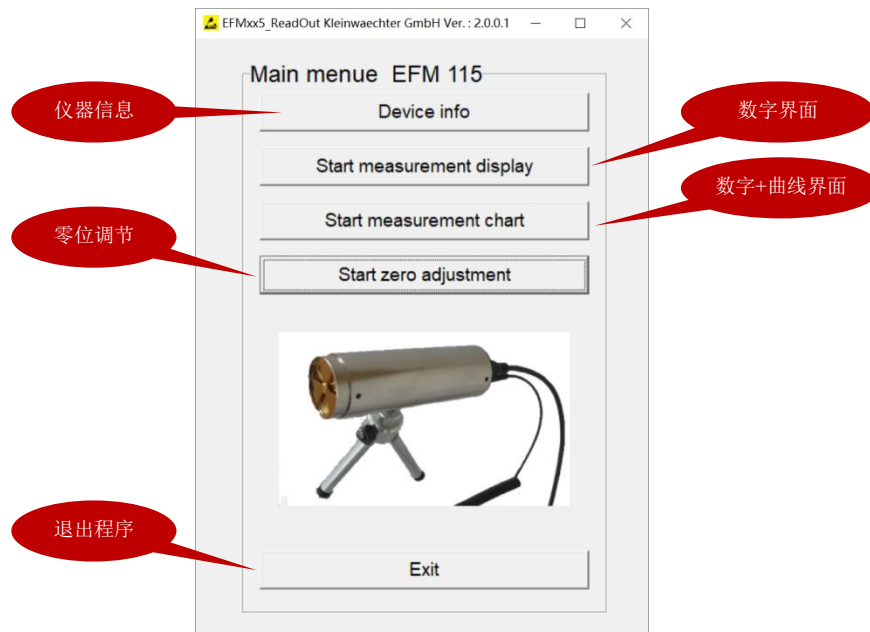 EFMxx5_ReadOut Kleinwaechter GmbH Ver. : 2.0.0.1
Main menue EFM 115
仪器信息
Device info
数字界面
Start measurement display
数字+曲线界面
Start measurement chart
零位调节
Start zero adjustment
退出程序
Exit